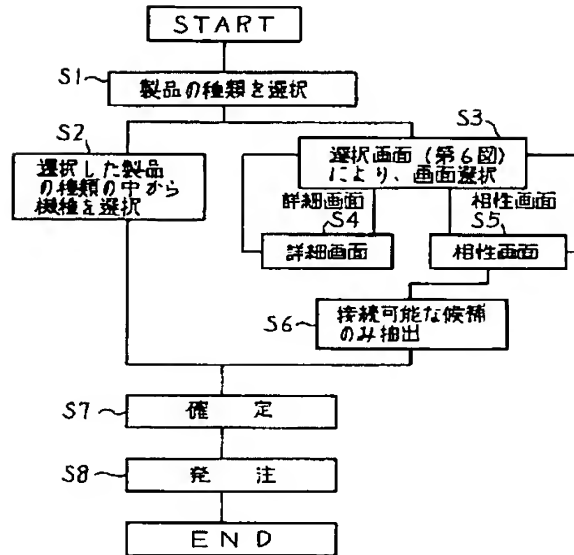 START
S1
製品の種類を選択
S2
選択した製品
の種類の中から
機種を選択
S3
選択画面(第6図)
により、画面選択
詳細画面
相性画面
S4
詳細画面
S5
相性画面
S6
接続可能な候補
のみ抽出
S7
確定
S8
発注
END